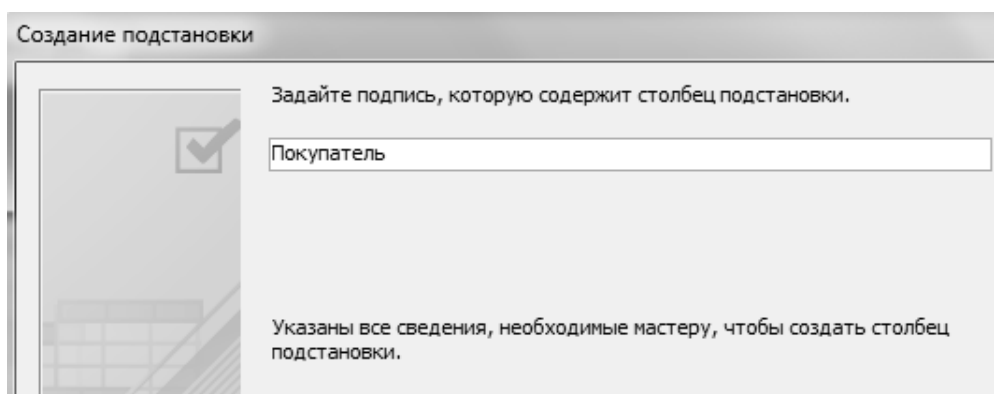 Создание подстановки
Задайте подпись, которую содержит столбец подстановки.
Покупатель
Указаны все сведения, необходимые мастеру, чтобы создать столбец
подстановки.